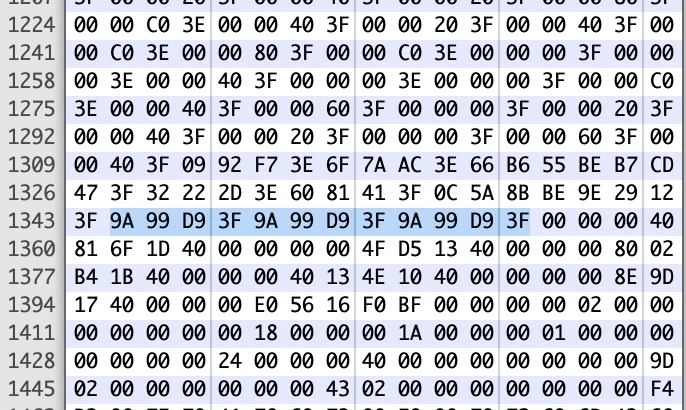 1224 00 00 C0 3E 00 00 40 3F 00 00 20 3F 00 00 40 3F 00
1241 00 C0 3E 00 00 80 3F 00 00 C0 3E 00 00 00 3F 00 00
1258 00 3E 00 00 40 3F 00 00 00 3E 00 00 00 3F 00 00 C0
1275 3E 00 00 40 3F 00 00 60 3F 00 00 00 3F 00 00 20 3F
1292 00 00 40 3F 00 00 20 3F 00 00 00 3F 00 00 60 3F 00
1309 00 40 3F 09 92 F7 3E 6F 7A AC 3E 66 B6 55 BE B7 CD
1326 47 3F 32 22 2D 3E 60 81 41 3F 0C 5A 8B BE 9E 29 12
1343 3F 9A 99 D9 3F 9A 99 D9 3F 9A 99 D9 3F 00 00 00 40
1360 81 6F 1D 40 00 00 00 00 4F D5 13 40 00 00 00 80 02
1377 B4 1B 40 00 00 00 40 13 4E 10 40 00 00 00 00 8E 9D
1394 17 40 00 00 00 E0 56 16 F0 BF 00 00 00 00 02 00 00
1411 00 00 00 00 00 18 00 00 00 1A 00 00 00 01 00 00 00
1428 00 00 00 00 24 00 00 00 40 00 00 00 00 00 00 00 9D
1445 02 00 00 00 00 00 00 43 02 00 00 00 00 00 00 00 F4